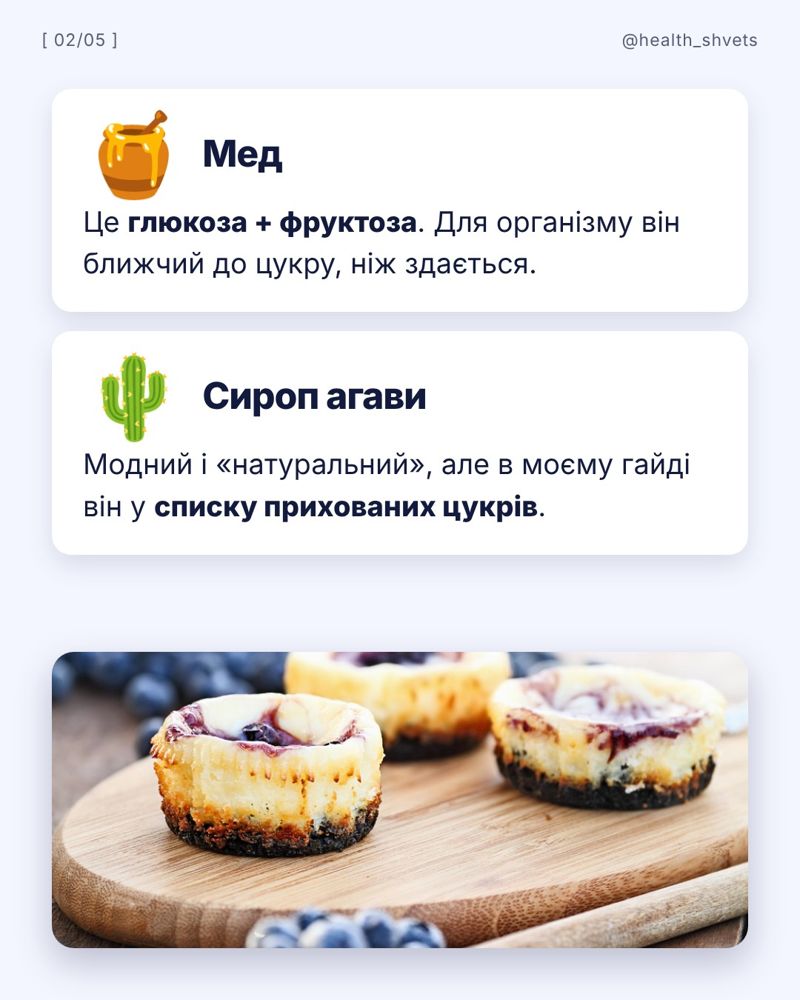 [ 02/05 ]
@health_shvets
Мед
Це глюкоза + фруктоза. Для організму він
ближчий до цукру, ніж здається.
Сироп агави
Модний і «натуральний», але в моєму гайді
він у списку прихованих цукрів.